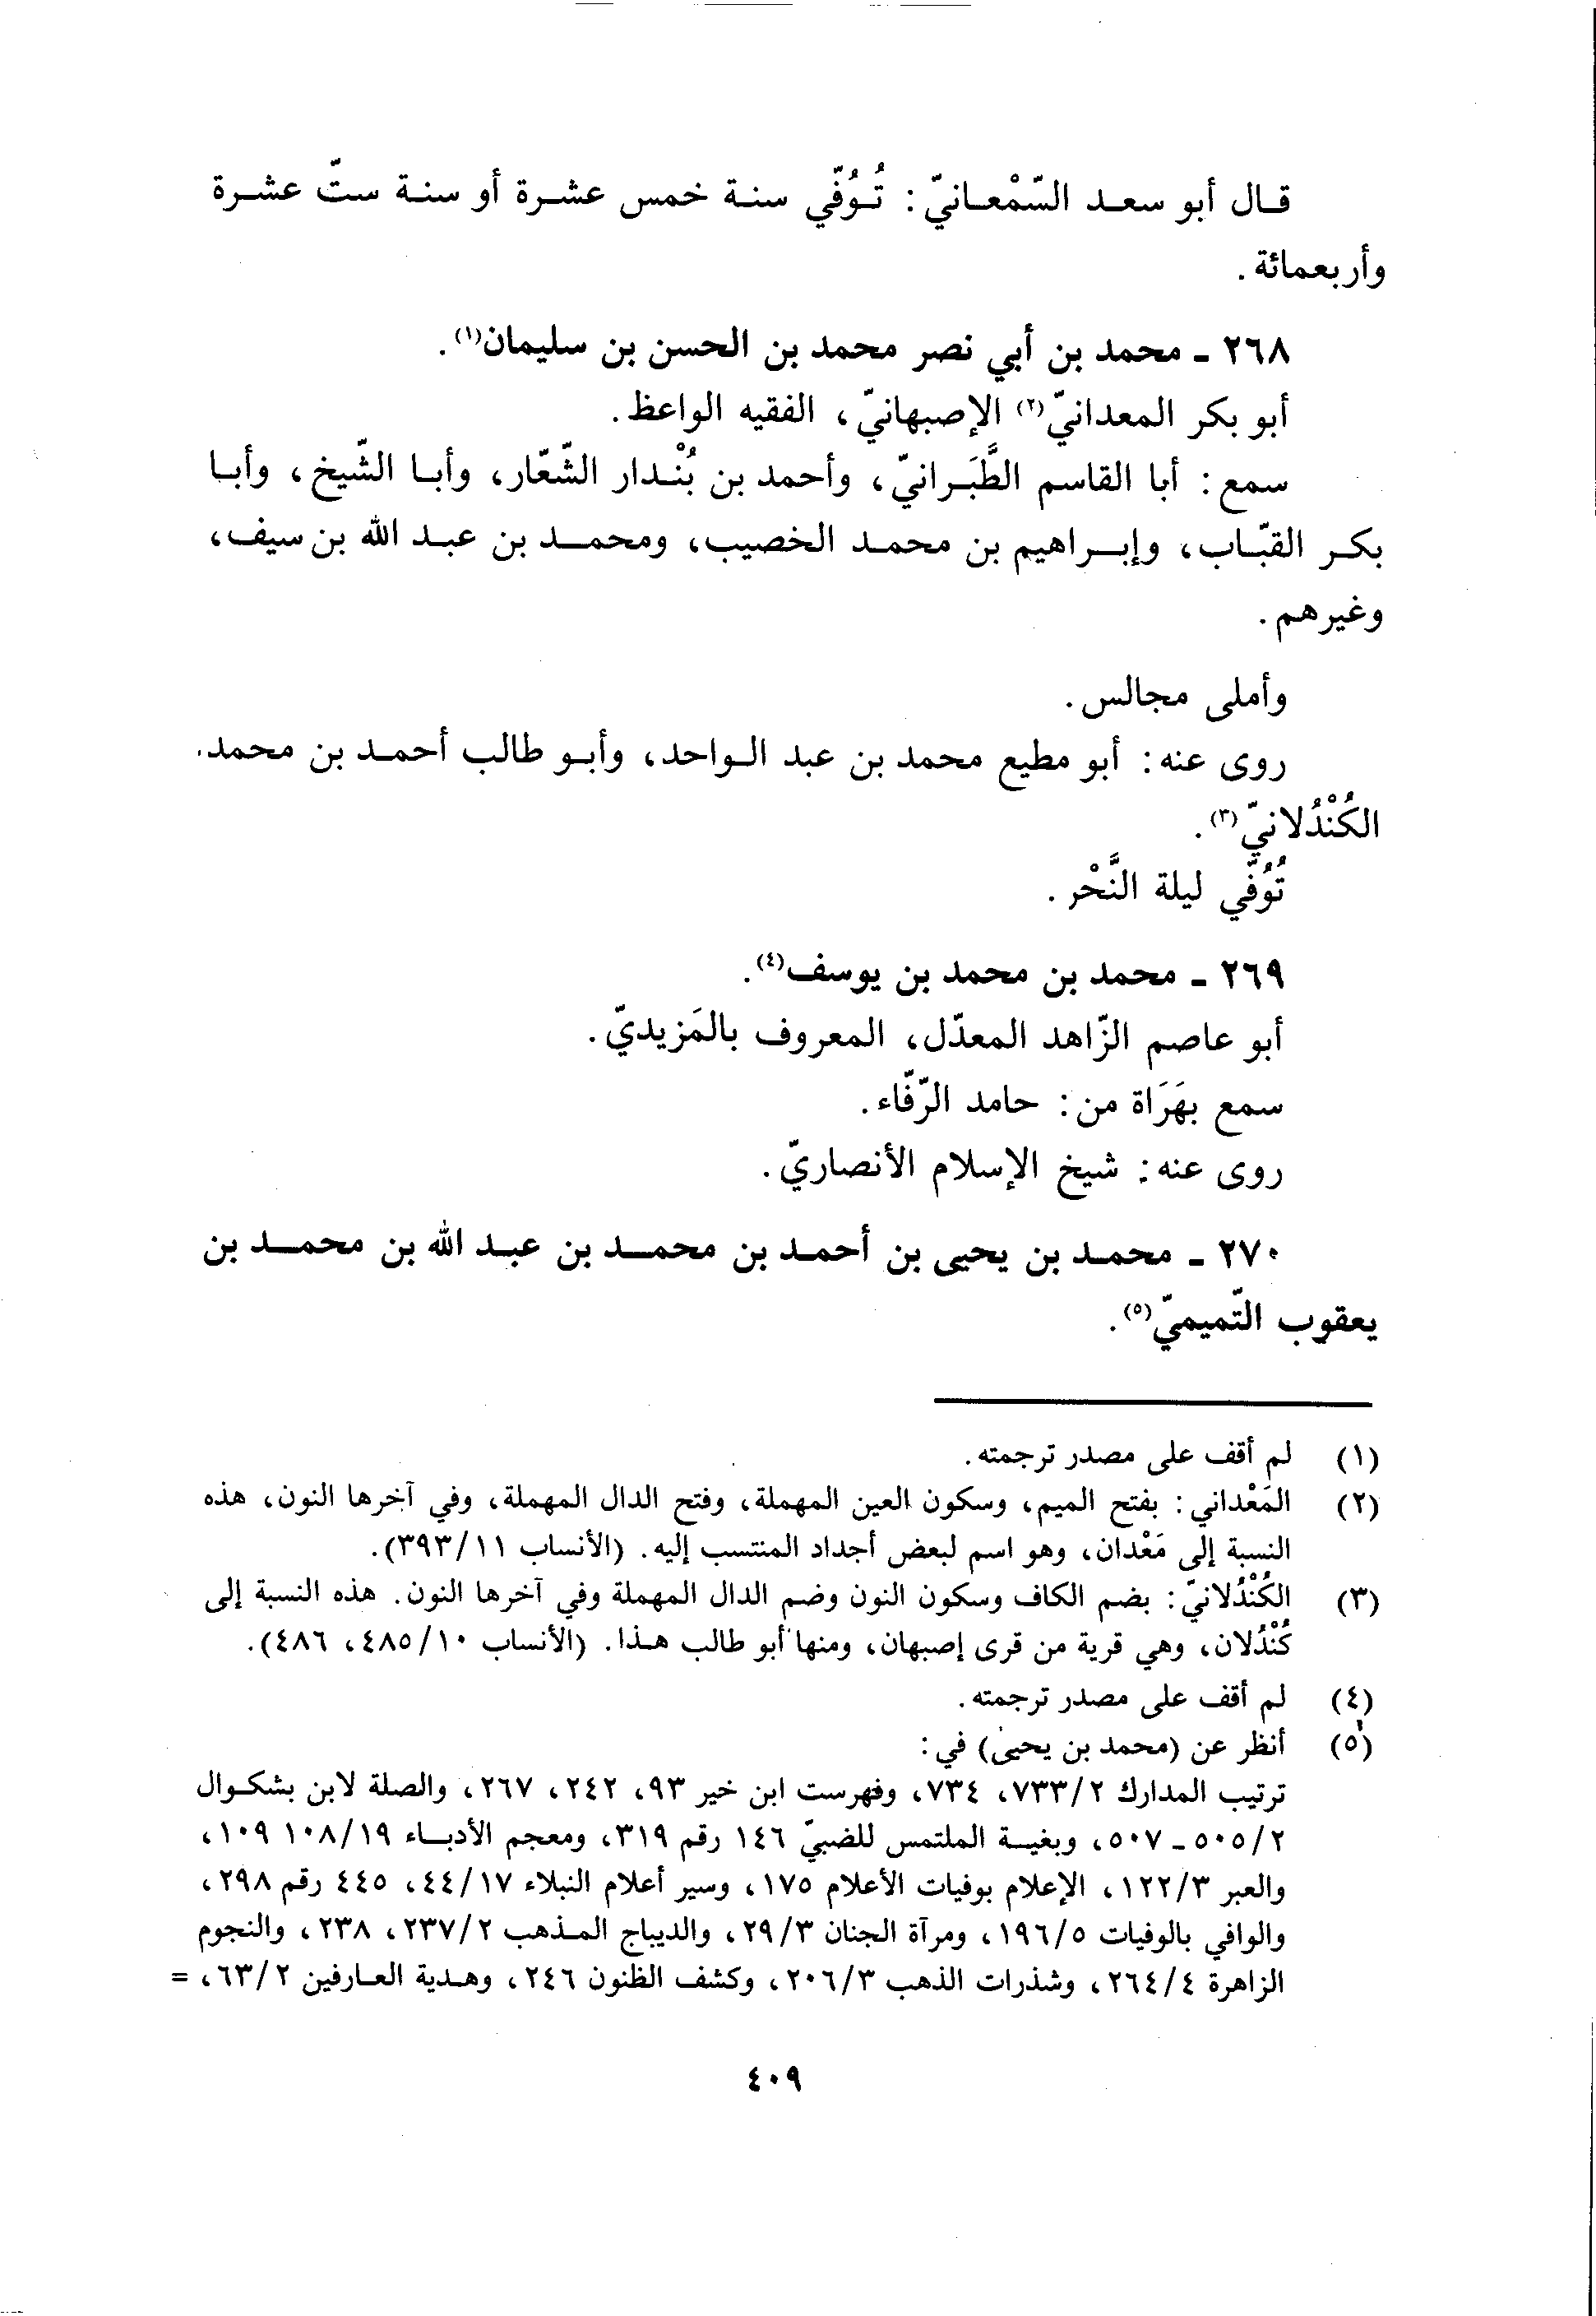 قال أبو سعد السّمْعانيّ: تُوُفّي سنة خمس عشرة أو سنة ستّ عشرة
وأربعمائة.
٢٦٨ - محمد بن أبي نصر محمد بن الحسن بن سليمان(١).
أبو بكر المعدانيّ(٢) الإصبهانيّ، الفقيه الواعظ.
سمع: أبا القاسم الطَّبَرانيّ، وأحمد بن بُنْدار الشّعّار، وأبا الشّيخ، وأبا
بكر القبّاب، وإبراهيم بن محمد الخصيب، ومحمد بن عبد الله بن سيف،
وغيرهم.
وأملى مجالس.
روى عنه: أبو مطيع محمد بن عبد الواحد، وأبو طالب أحمد بن محمد.
الكُنْدُلانيّ(٣).
تُوُفّي ليلة النَّحْر.
٢٦٩ - محمد بن محمد بن يوسف(٤).
أبو عاصم الزّاهد المعدّل، المعروف بالمَزيديّ.
سمع بهَرَاة من: حامد الرّفّاء.
روى عنه: شيخ الإسلام الأنصاريّ.
٢٧٠ - محمد بن يحيى بن أحمد بن محمد بن عبد الله بن محمد بن
يعقوب التّميميّ(٥).
(١) لم أقف على مصدر ترجمته.
(٢) المَعْداني: بفتح الميم، وسكون العين المهملة، وفتح الدال المهملة، وفي آخرها النون، هذه
النسبة إلى مَعْدان، وهو اسم لبعض أجداد المنتسب إليه. (الأنساب ١١/٣٩٣).
(٣) الكُنْدُلانيّ: بضم الكاف وسكون النون وضم الدال المهملة وفي آخرها النون. هذه النسبة إلى
كُنْدُلان، وهي قرية من قرى إصبهان، ومنها أبو طالب هذا. (الأنساب ١٠/٤٨٥، ٤٨٦).
(٤) لم أقف على مصدر ترجمته.
(٥) أنظر عن (محمد بن يحيى) في:
ترتيب المدارك ٢/٧٣٣، ٧٣٤، وفهرست ابن خير ٩٣، ٢٤٢، ٢٦٧، والصلة لابن بشكوال
٢/٥٠٥ - ٥٠٧، وبغية الملتمس للضبيّ ١٤٦ رقم ٣١٩، ومعجم الأدباء ١٩/١٠٨ ١٠٩،
والعبر ٣/١٢٢، الإعلام بوفيات الأعلام ١٧٥، وسير أعلام النبلاء ١٧/٤٤، ٤٤٥ رقم ٢٩٨،
والوافي بالوفيات ٥/١٩٦، ومرآة الجنان ٣/٢٩، والديباج المذهب ٢/٢٣٧، ٢٣٨، والنجوم
الزاهرة ٤/٢٦٤، وشذرات الذهب ٣/٢٠٦، وكشف الظنون ٢٤٦، وهدية العارفين ٢/٦٣، =
٤٠٩